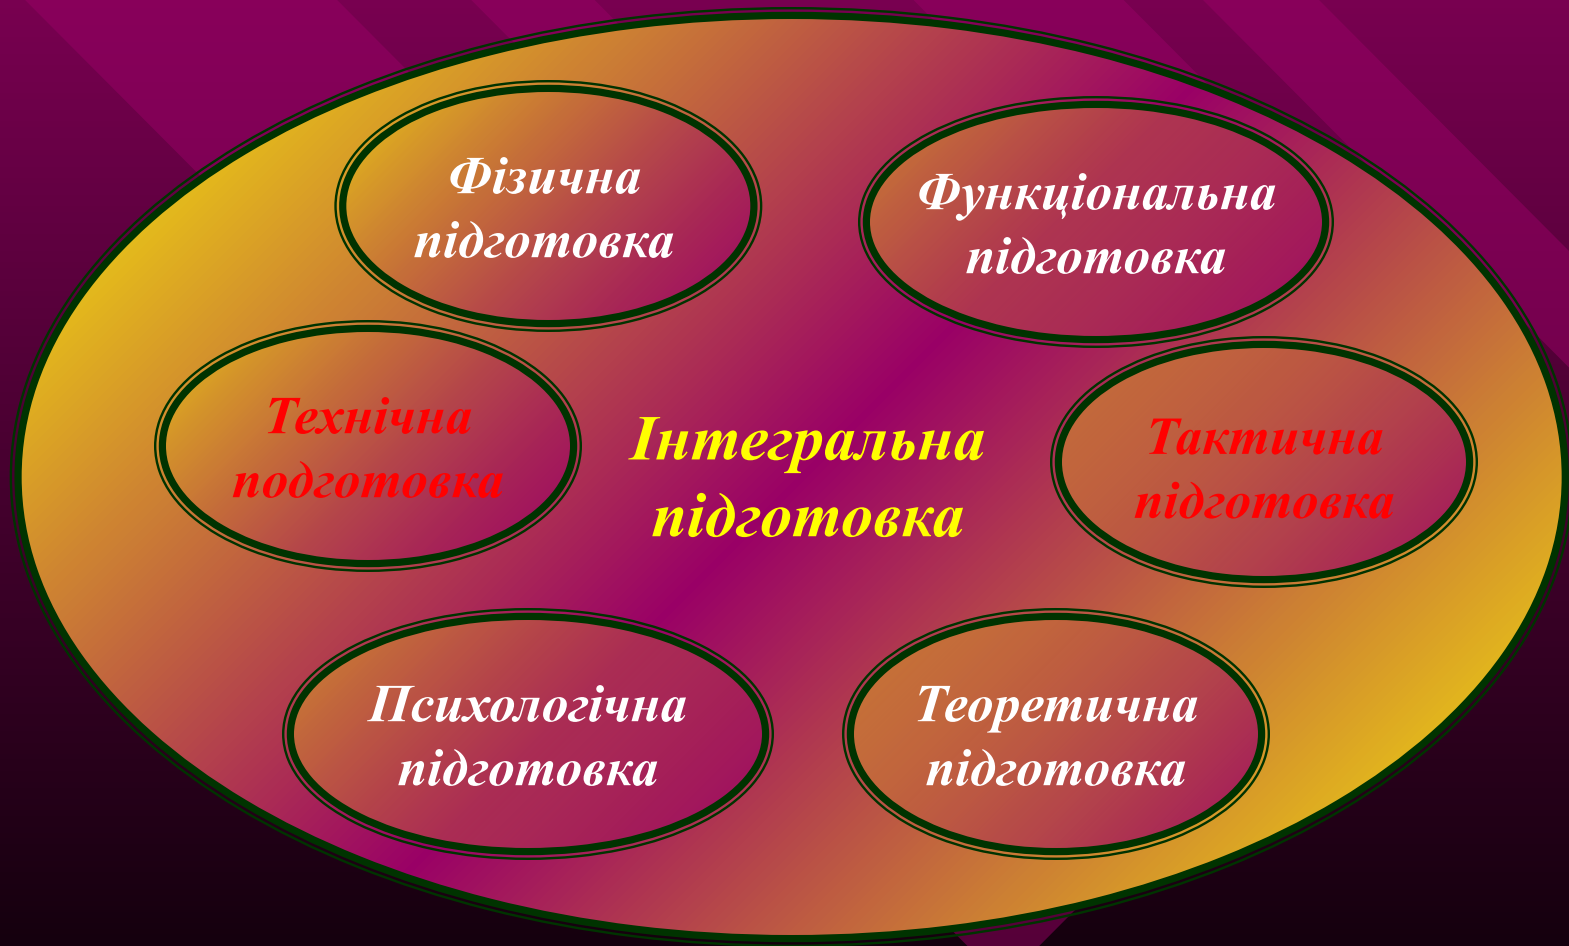 Фізична
підготовка
Функціональна
підготовка
Технічна
подготовка
Інтегральна
підготовка
Тактична
підготовка
Психологічна
підготовка
Теоретична
підготовка